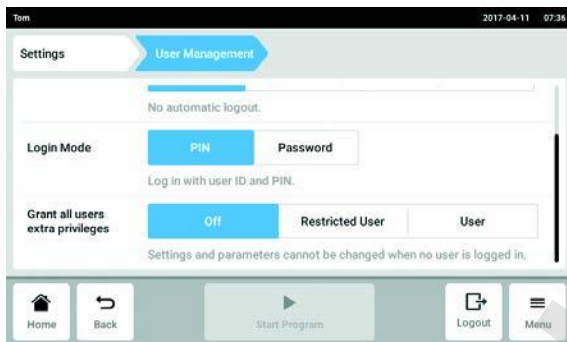 Tom 2017-04-11 07:36
Settings User Management
No automatic logout.
Login Mode PIN Password
Log in with user ID and PIN.
Grant all users
extra privileges
Off Restricted User User
Settings and parameters cannot be changed when no user is logged in.
Home Back Start Program Logout Menu